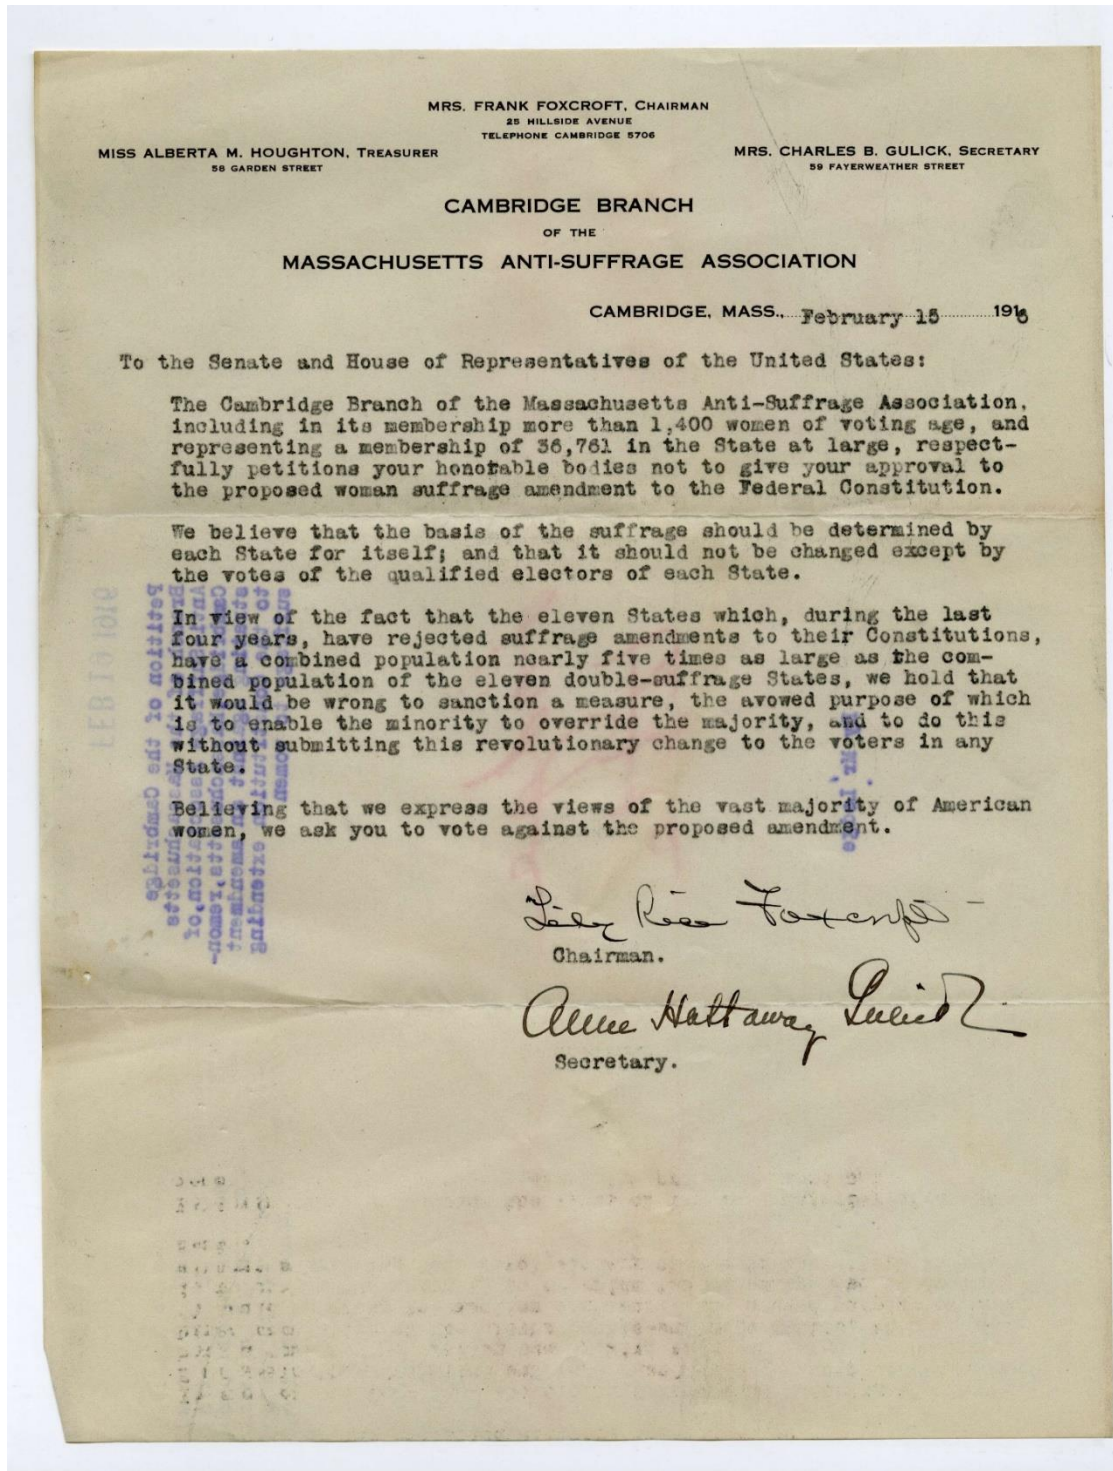 MRS. FRANK FOXCROFT, CHAIRMAN
25 HILLSIDE AVENUE
TELEPHONE CAMBRIDGE 5706
MISS ALBERTA M. HOUGHTON, TREASURER
58 GARDEN STREET
MRS. CHARLES B. GULICK, SECRETARY
59 FAYERWEATHER STREET
CAMBRIDGE BRANCH
OF THE
MASSACHUSETTS ANTI-SUFFRAGE ASSOCIATION
CAMBRIDGE, MASS., February 15 1916
To the Senate and House of Representatives of the United States:
The Cambridge Branch of the Massachusetts Anti-Suffrage Association,
including in its membership more than 1,400 women of voting age, and
representing a membership of 36,761 in the State at large, respect-
fully petitions your honorable bodies not to give your approval to
the proposed woman suffrage amendment to the Federal Constitution.
We believe that the basis of the suffrage should be determined by
each State for itself; and that it should not be changed except by
the votes of the qualified electors of each State.
In view of the fact that the eleven States which, during the last
four years, have rejected suffrage amendments to their Constitutions,
have a combined population nearly five times as large as the com-
bined population of the eleven double-suffrage States, we hold that
it would be wrong to sanction a measure, the avowed purpose of which
is to enable the minority to override the majority, and to do this
without submitting this revolutionary change to the voters in any
State.
Believing that we express the views of the vast majority of American
women, we ask you to vote against the proposed amendment.
Lily Rice Foxcroft
Chairman.
Anne Hathaway Gulick
Secretary.
FEB 16 1916
Petition of the Cambridge